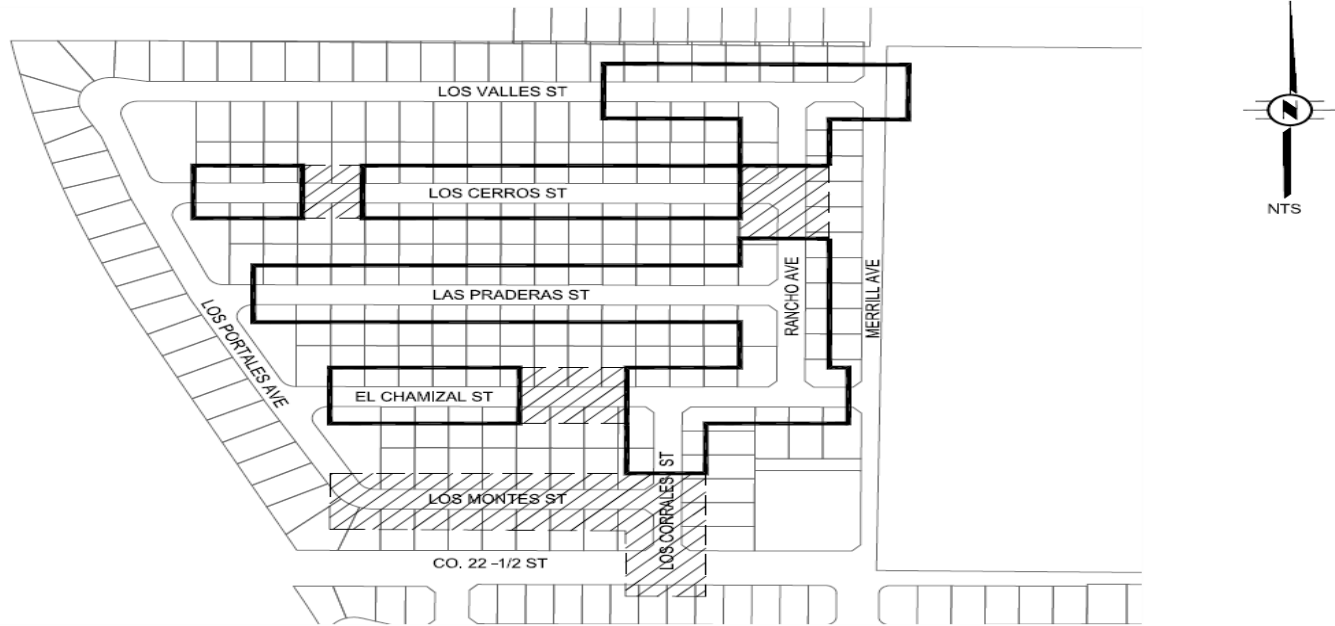 LOS VALLES ST
LOS CERROS ST
NTS
LAS PRADERAS ST
RANCHO AVE
MERRILL AVE
LOS PORTALES AVE
EL CHAMIZAL ST
LOS MONTES ST
LOS CORRALES ST
CO. 22 -1/2 ST